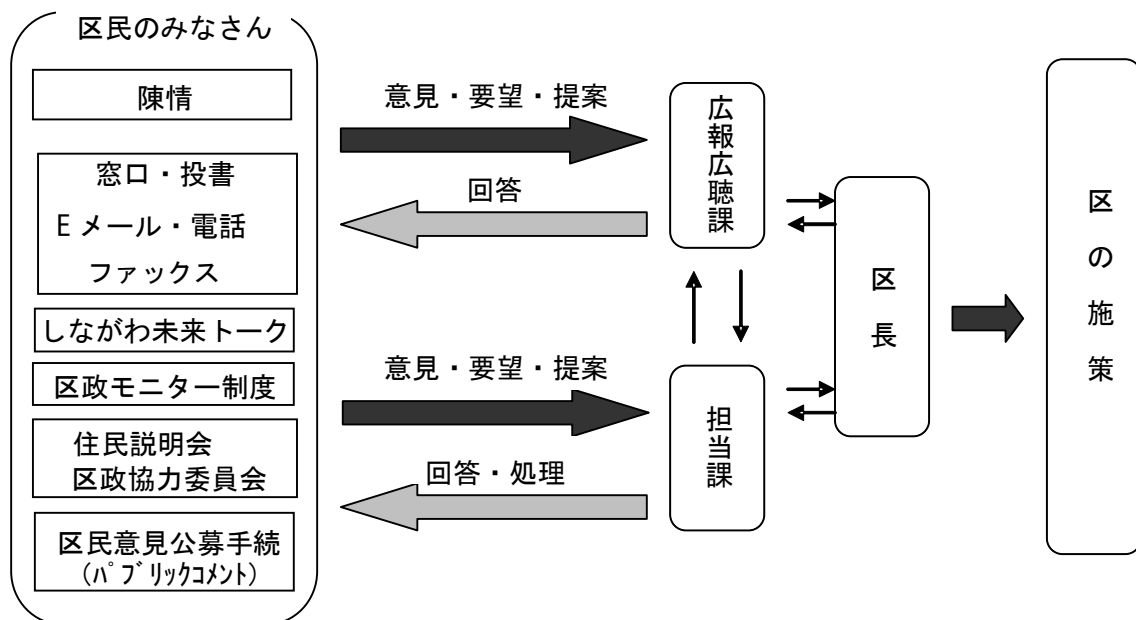 区民のみなさん
陳情
窓口・投書
Eメール・電話
ファックス
しながわ未来トーク
区政モニター制度
住民説明会
区政協力委員会
区民意見公募手続
(ﾊﾟﾌﾞﾘｯｸｺﾒﾝﾄ)
意見・要望・提案
回答
意見・要望・提案
回答・処理
広報広聴課
担当課
区長
区の施策